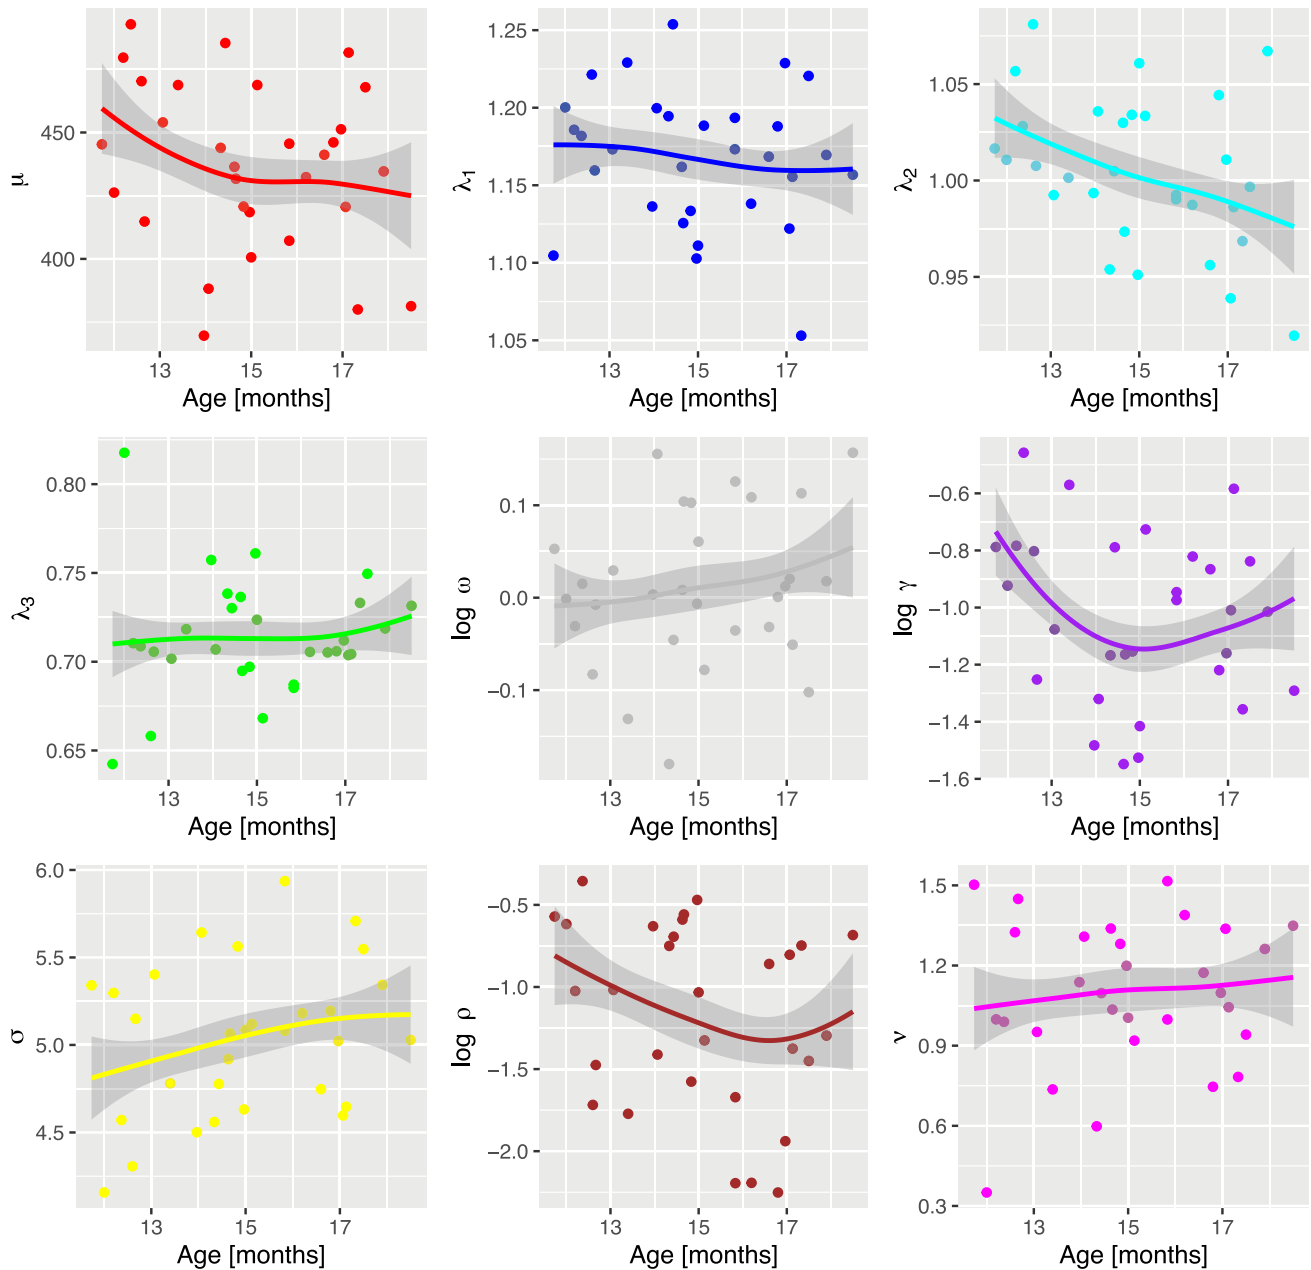 μ
450
400
13 15 17
Age [months]
λ1
1.25
1.20
1.15
1.10
1.05
13 15 17
Age [months]
λ2
1.05
1.00
0.95
13 15 17
Age [months]
λ3
0.80
0.75
0.70
0.65
13 15 17
Age [months]
log ω
0.1
0.0
−0.1
13 15 17
Age [months]
log γ
−0.6
−0.8
−1.0
−1.2
−1.4
−1.6
13 15 17
Age [months]
σ
6.0
5.5
5.0
4.5
13 15 17
Age [months]
log ρ
−0.5
−1.0
−1.5
−2.0
13 15 17
Age [months]
ν
1.5
1.2
0.9
0.6
0.3
13 15 17
Age [months]